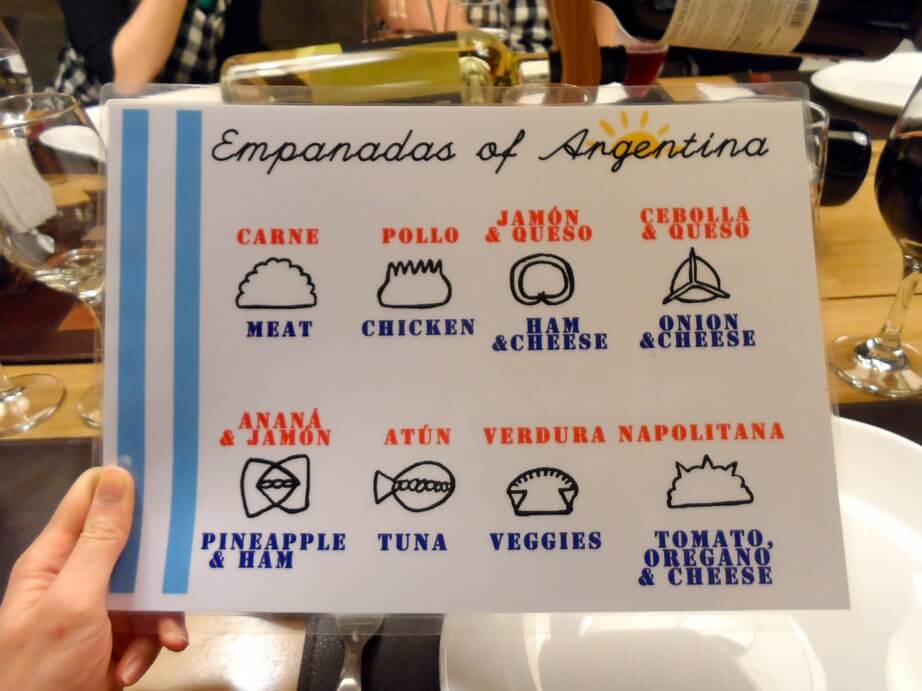 Empanadas of Argentina
CARNE
MEAT
POLLO
CHICKEN
JAMÓN
& QUESO
HAM
&CHEESE
CEBOLLA
& QUESO
ONION
&CHEESE
ANANÁ
& JAMÓN
PINEAPPLE
& HAM
ATÚN
TUNA
VERDURA
VEGGIES
NAPOLITANA
TOMATO,
OREGANO
& CHEESE